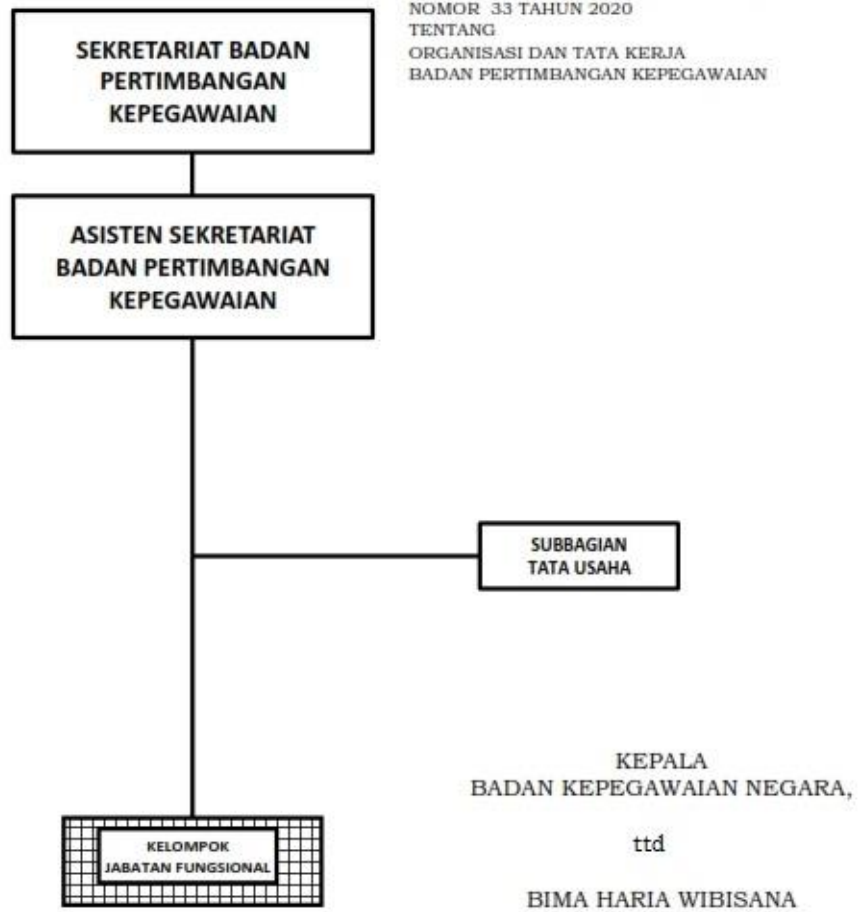 NOMOR 33 TAHUN 2020
TENTANG
ORGANISASI DAN TATA KERJA
BADAN PERTIMBANGAN KEPEGAWAIAN
SEKRETARIAT BADAN
PERTIMBANGAN
KEPEGAWAIAN
ASISTEN SEKRETARIAT
BADAN PERTIMBANGAN
KEPEGAWAIAN
SUBBAGIAN
TATA USAHA
KELOMPOK
JABATAN FUNGSIONAL
KEPALA
BADAN KEPEGAWAIAN NEGARA,
ttd
BIMA HARIA WIBISANA